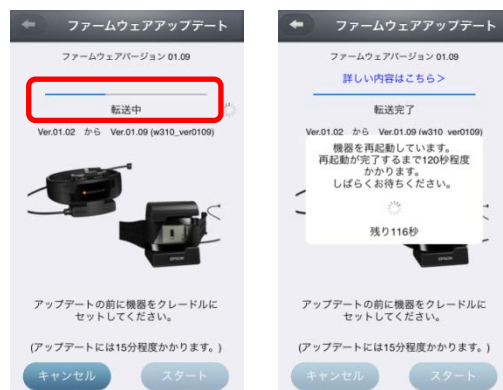 ファームウェアアップデート
ファームウェアバージョン 01.09
転送中
Ver.01.02 から Ver.01.09 (w310_ver0109)
EPSON
アップデートの前に機器をクレードルに
セットしてください。
(アップデートには15分程度かかります。)
キャンセル
スタート
ファームウェアアップデート
ファームウェアバージョン 01.09
詳しい内容はこちら>
転送完了
Ver.01.02 から Ver.01.09 (w310_ver0109)
機器を再起動しています。
再起動が完了するまで120秒程度
かかります。
しばらくお待ちください。
残り116秒
EPSON
アップデートの前に機器をクレードルに
セットしてください。
(アップデートには15分程度かかります。)
キャンセル
スタート